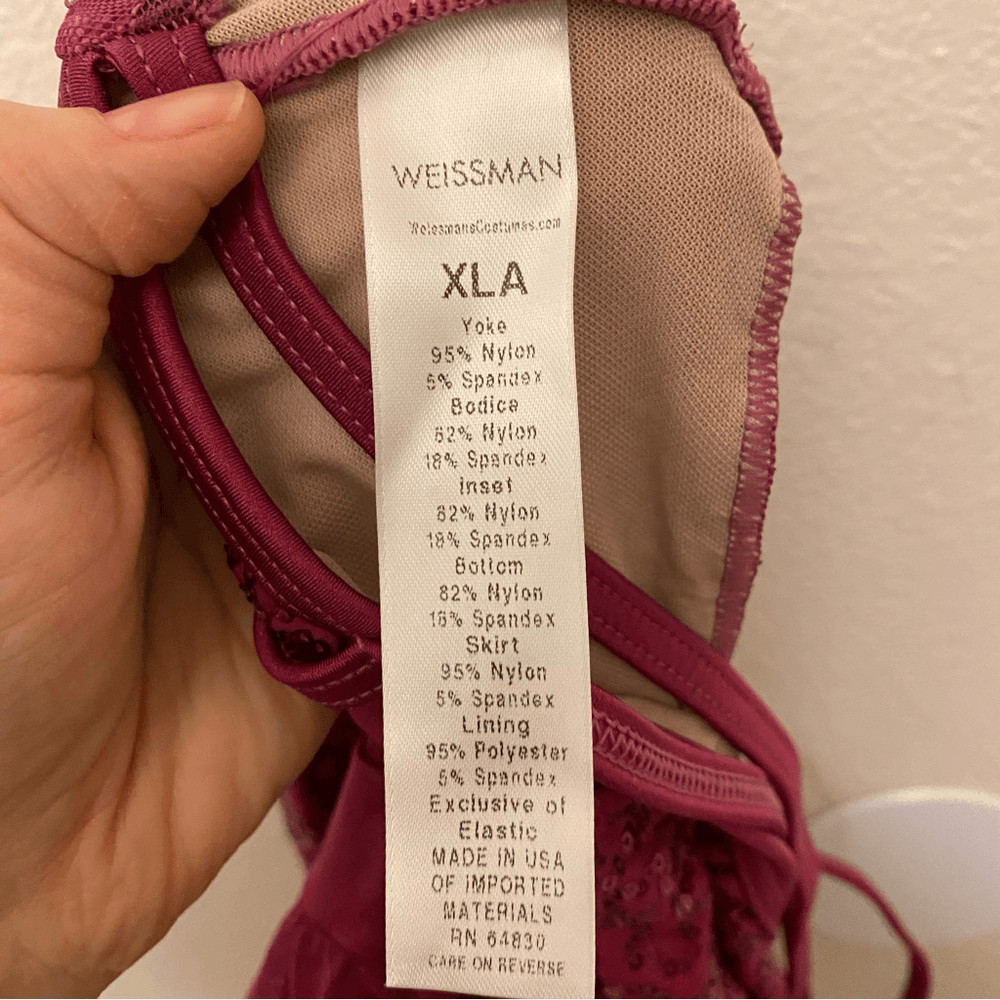 WEISSMAN
WeissmansCostumes.com
XLA
Yoke
95% Nylon
5% Spandex
Bodice
82% Nylon
18% Spandex
Inset
82% Nylon
18% Spandex
Bottom
82% Nylon
18% Spandex
Skirt
95% Nylon
5% Spandex
Lining
95% Polyester
5% Spandex
Exclusive of
Elastic
MADE IN USA
OF IMPORTED
MATERIALS
RN 64830
CARE ON REVERSE